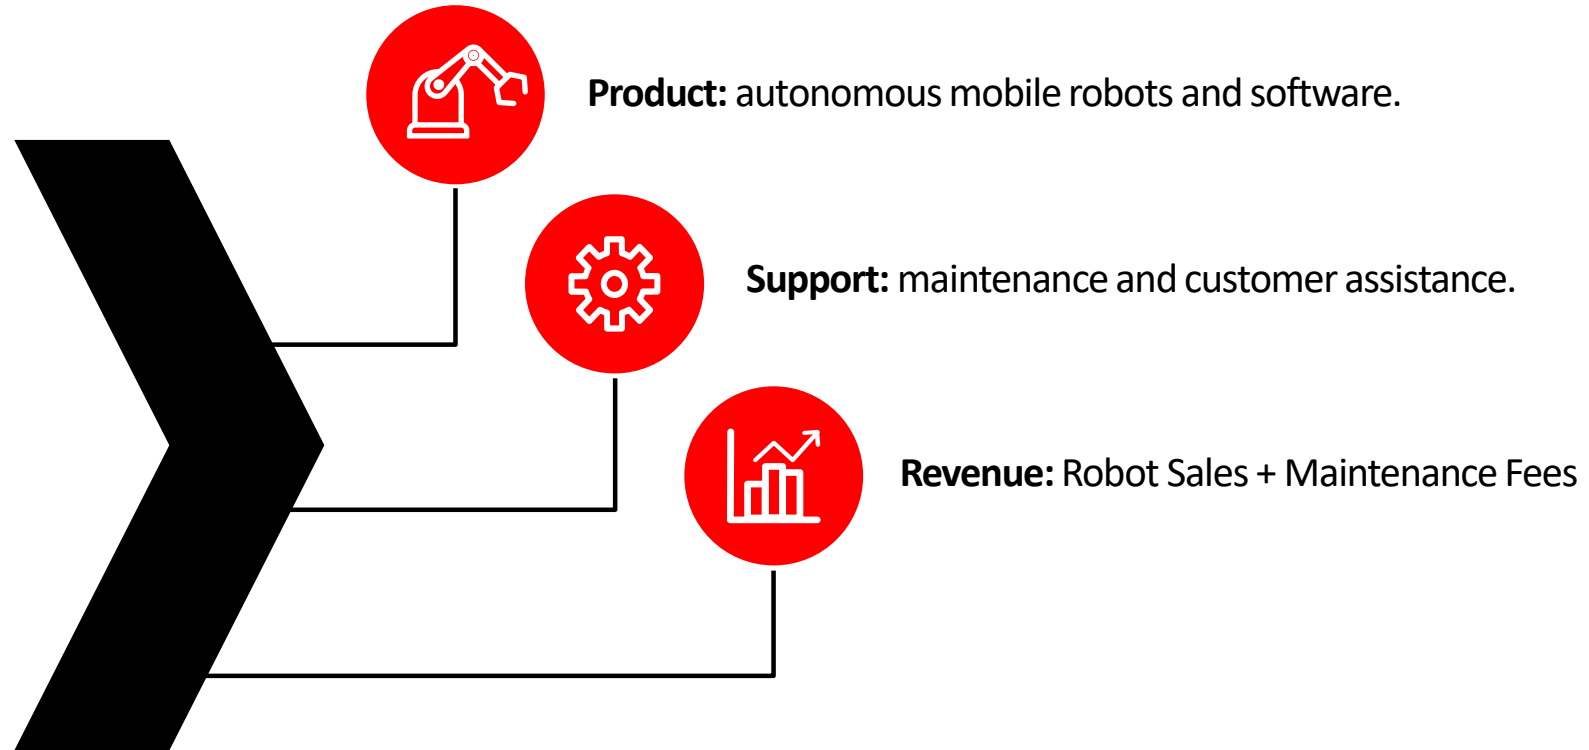 Product: autonomous mobile robots and software.
Support: maintenance and customer assistance.
Revenue: Robot Sales + Maintenance Fees